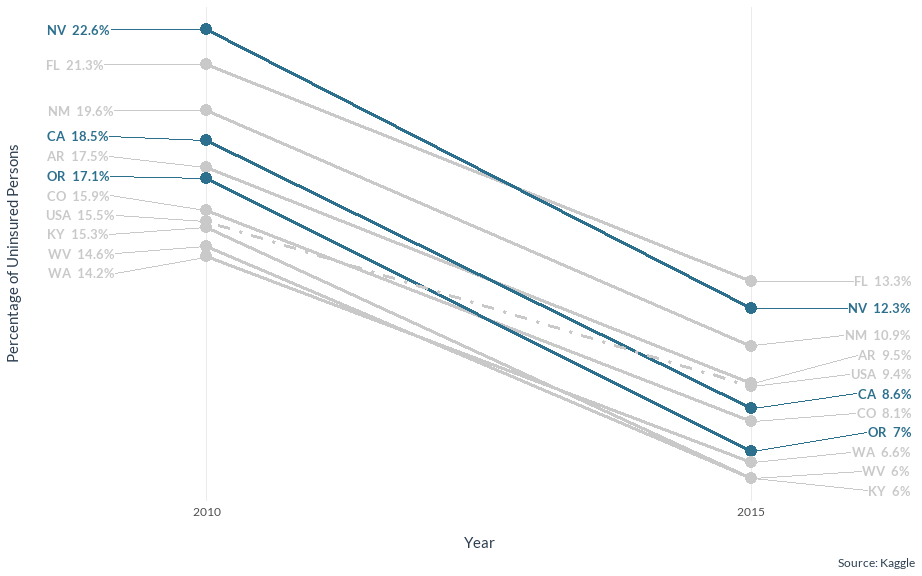 NV 22.6%
FL 21.3%
NM 19.6%
CA 18.5%
AR 17.5%
OR 17.1%
CO 15.9%
USA 15.5%
KY 15.3%
WV 14.6%
WA 14.2%
Percentage of Uninsured Persons
FL 13.3%
NV 12.3%
NM 10.9%
AR 9.5%
USA 9.4%
CA 8.6%
CO 8.1%
OR 7%
WA 6.6%
WV 6%
KY 6%
2010
2015
Year
Source: Kaggle